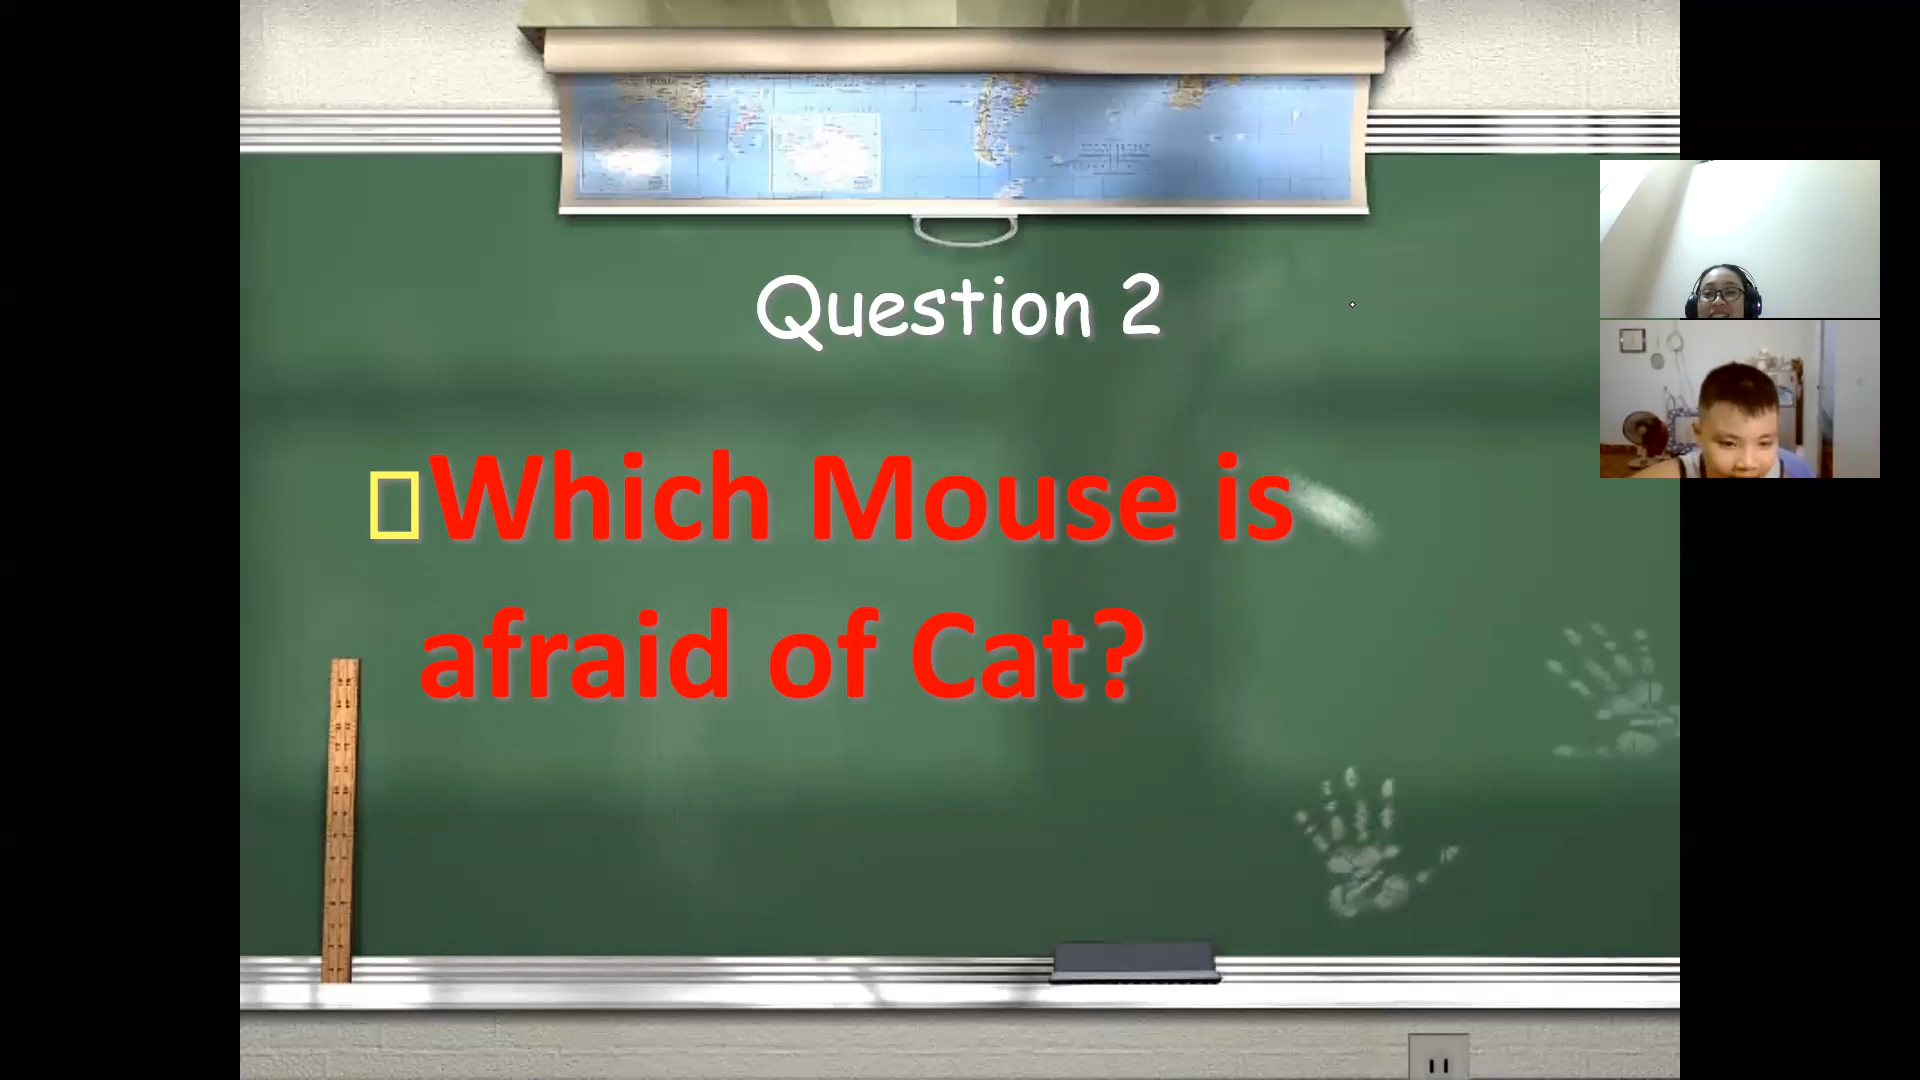 Question 2
Which Mouse is
afraid of Cat?